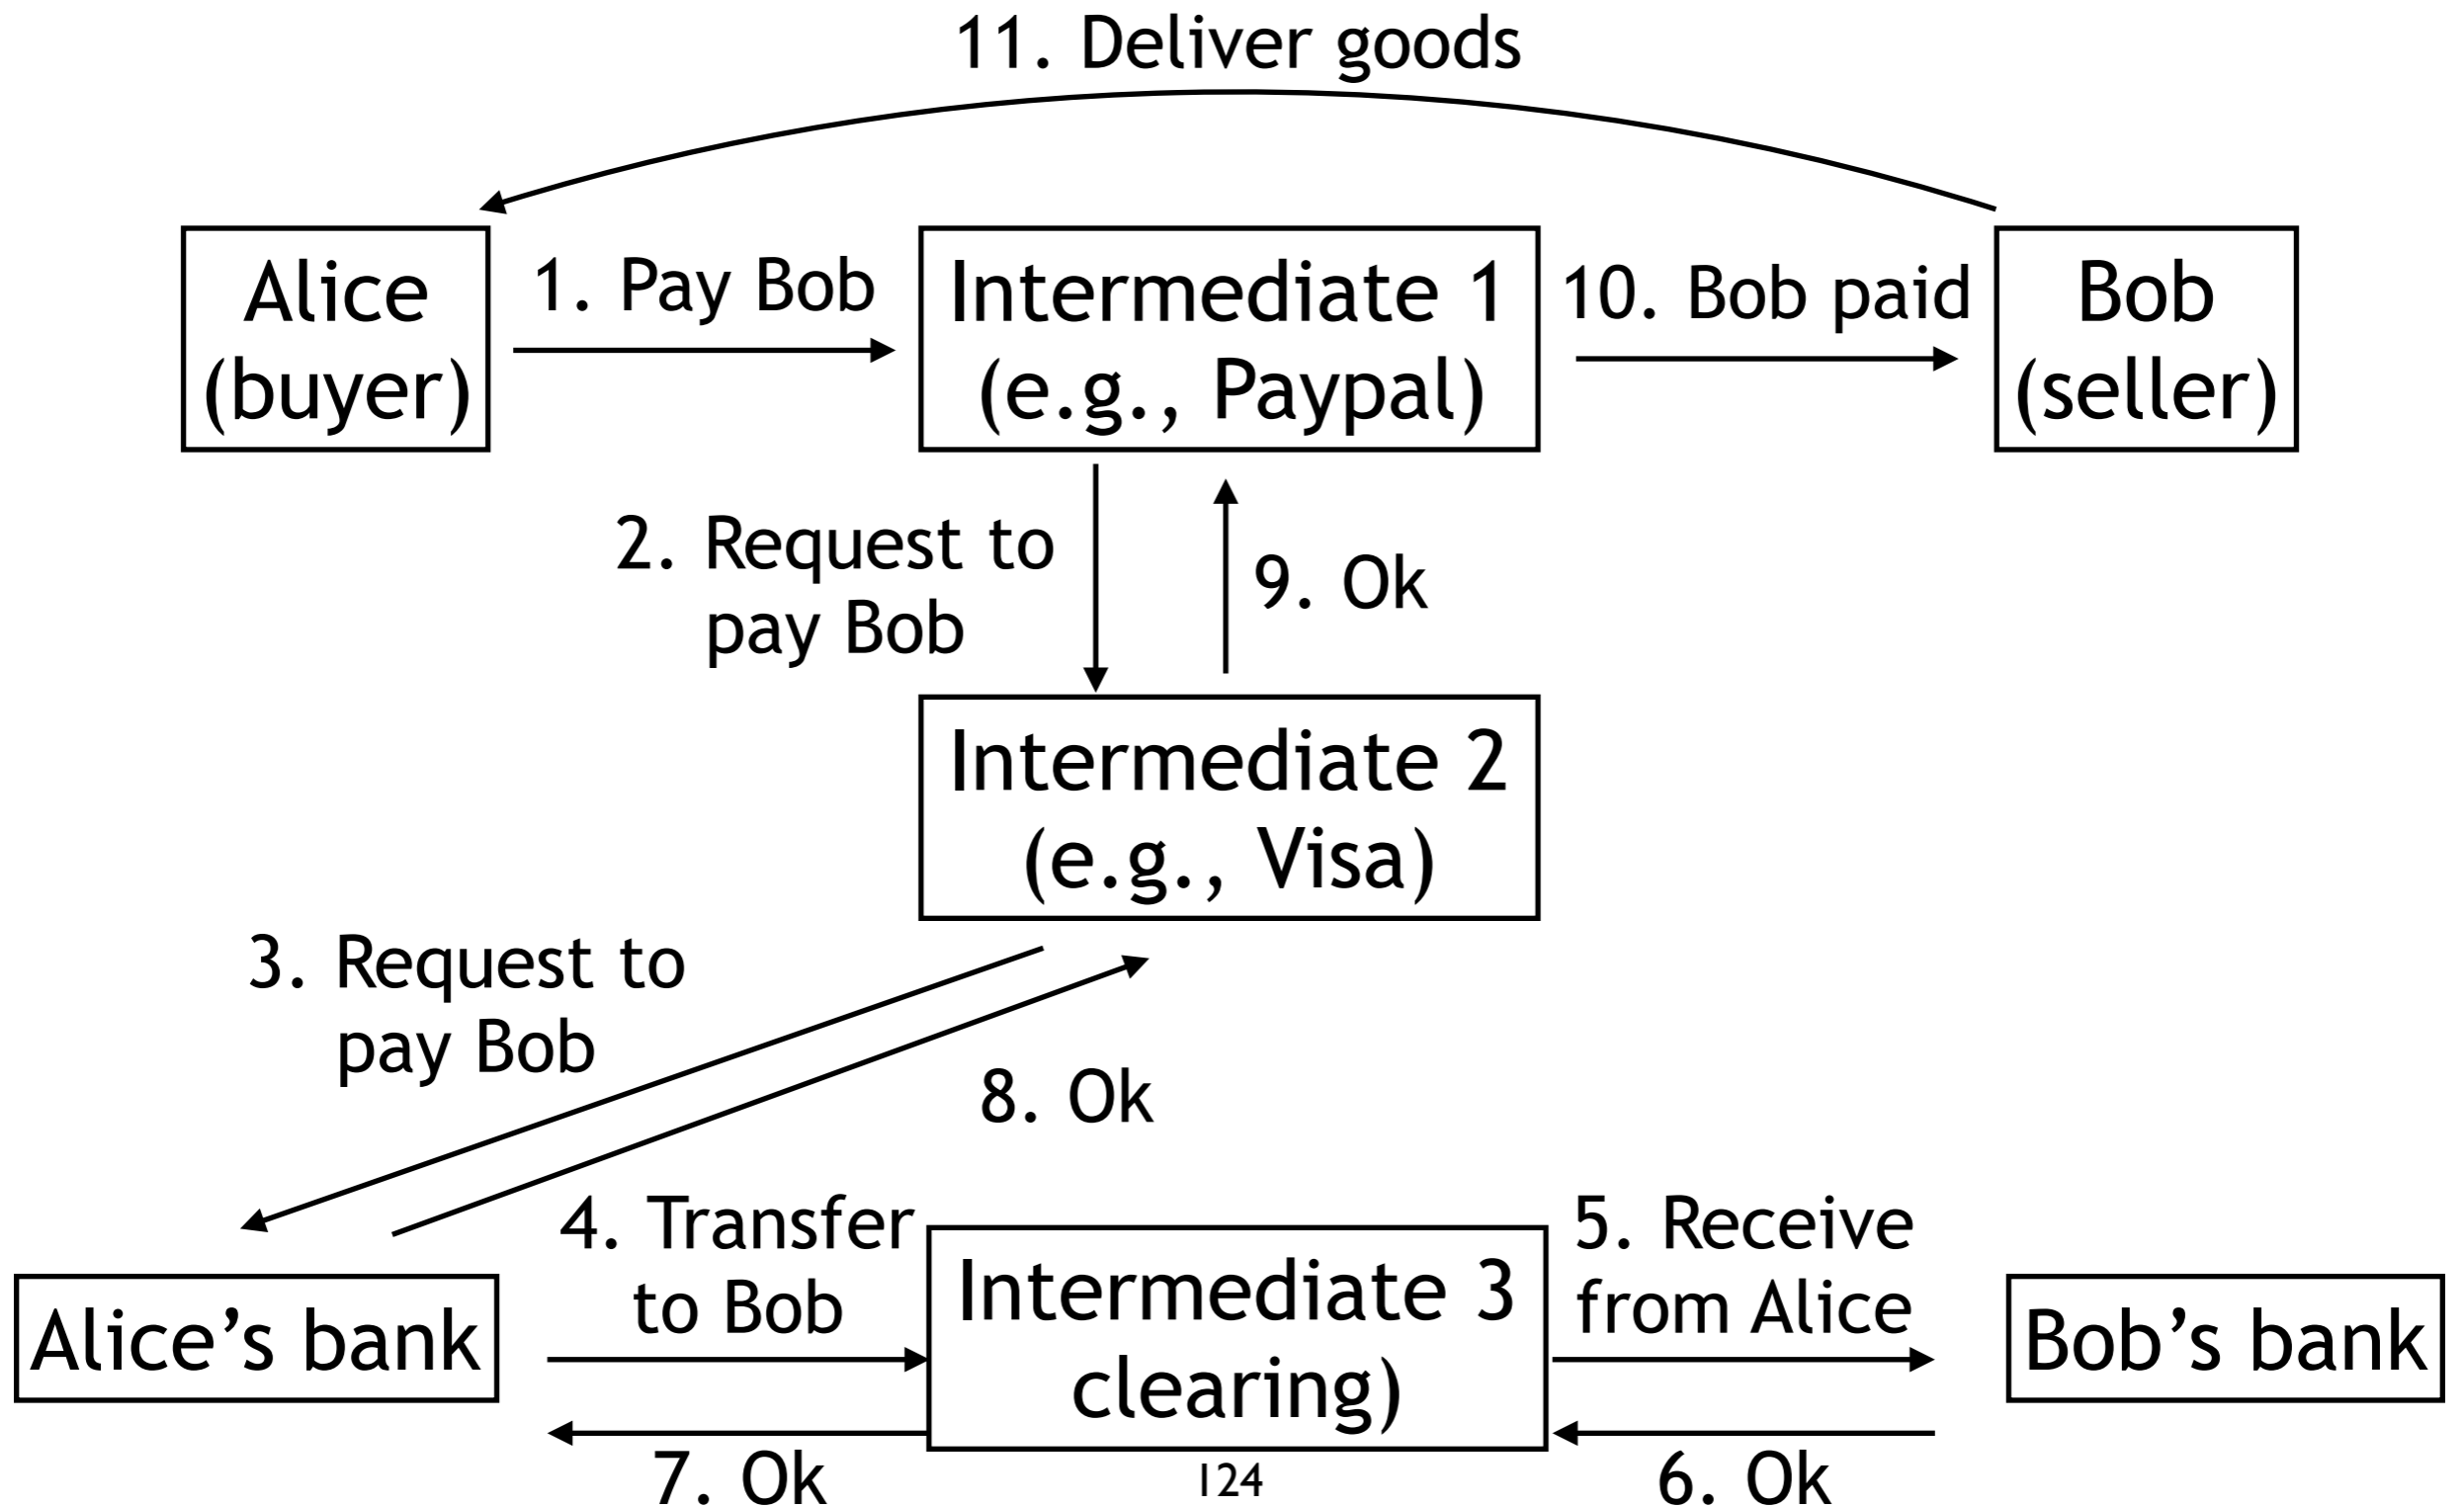 11. Deliver goods
Alice
(buyer)
1. Pay Bob
Intermediate 1
(e.g., Paypal)
10. Bob paid
Bob
(seller)
2. Request to
pay Bob
9. Ok
Intermediate 2
(e.g., Visa)
3. Request to
pay Bob
8. Ok
Alice’s bank
4. Transfer
to Bob
Intermediate 3
clearing)
5. Receive
from Alice
Bob’s bank
7. Ok
6. Ok
124